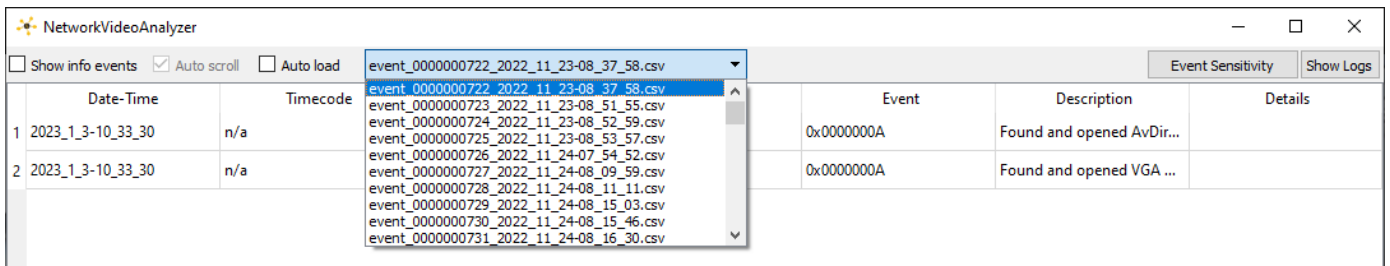 NetworkVideoAnalyzer
Show info events Auto scroll Auto load event_0000000722_2022_11_23-08_37_58.csv Event Sensitivity Show Logs
Date-Time Timecode Event Description Details
1 2023_1_3-10_33_30 n/a 0x0000000A Found and opened AvDir...
2 2023_1_3-10_33_30 n/a 0x0000000A Found and opened VGA ...
event_0000000722_2022_11_23-08_37_58.csv
event_0000000723_2022_11_23-08_51_55.csv
event_0000000724_2022_11_23-08_52_59.csv
event_0000000725_2022_11_23-08_53_57.csv
event_0000000726_2022_11_24-07_54_52.csv
event_0000000727_2022_11_24-08_09_59.csv
event_0000000728_2022_11_24-08_11_11.csv
event_0000000729_2022_11_24-08_15_03.csv
event_0000000730_2022_11_24-08_15_46.csv
event_0000000731_2022_11_24-08_16_30.csv